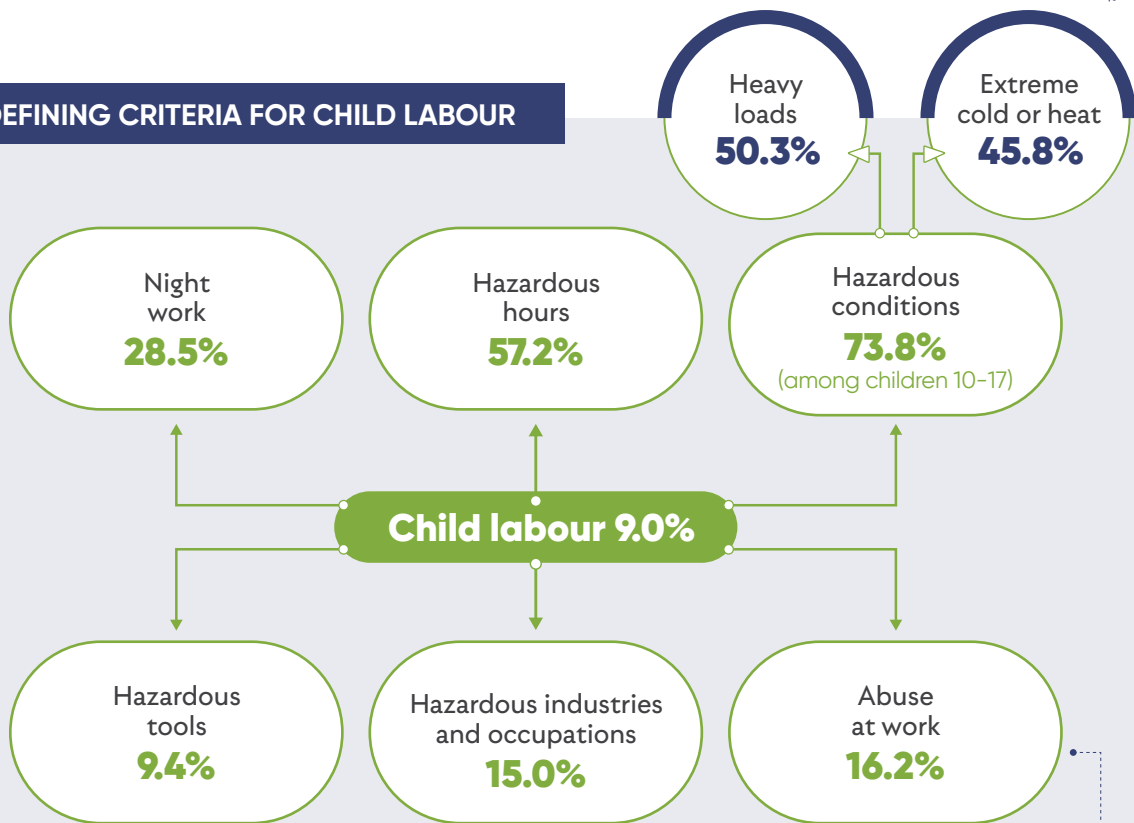 DEFINING CRITERIA FOR CHILD LABOUR
Heavy
loads
50.3%
Extreme
cold or heat
45.8%
Night
work
28.5%
Hazardous
hours
57.2%
Hazardous
conditions
73.8%
(among children 10-17)
Child labour 9.0%
Hazardous
tools
9.4%
Hazardous industries
and occupations
15.0%
Abuse
at work
16.2%